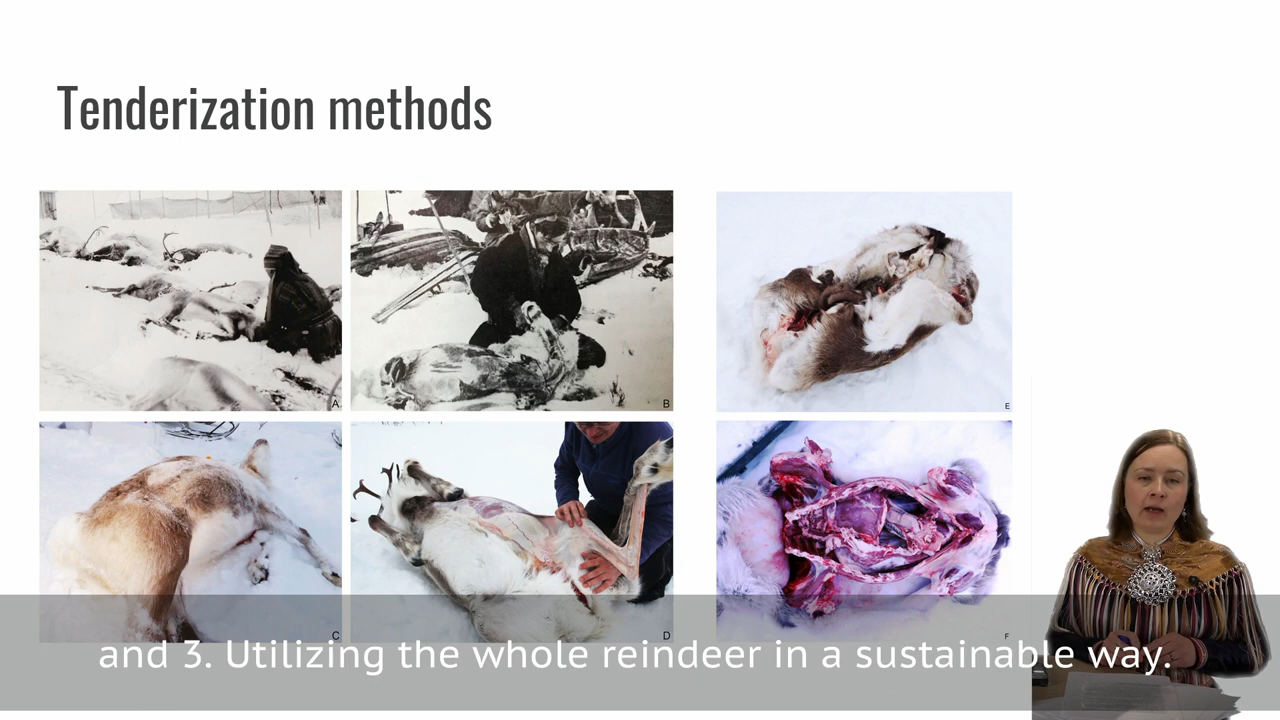 Tenderization methods
A
B
E
C
D
F
and 3. Utilizing the whole reindeer in a sustainable way.